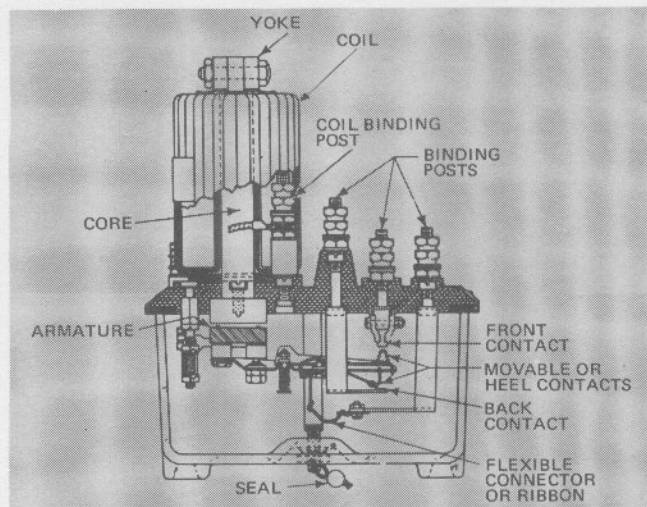 YOKE
COIL
COIL BINDING
POST
BINDING
POSTS
CORE
ARMATURE
FRONT
CONTACT
MOVABLE OR
HEEL CONTACTS
BACK
CONTACT
FLEXIBLE
CONNECTOR
OR RIBBON
SEAL